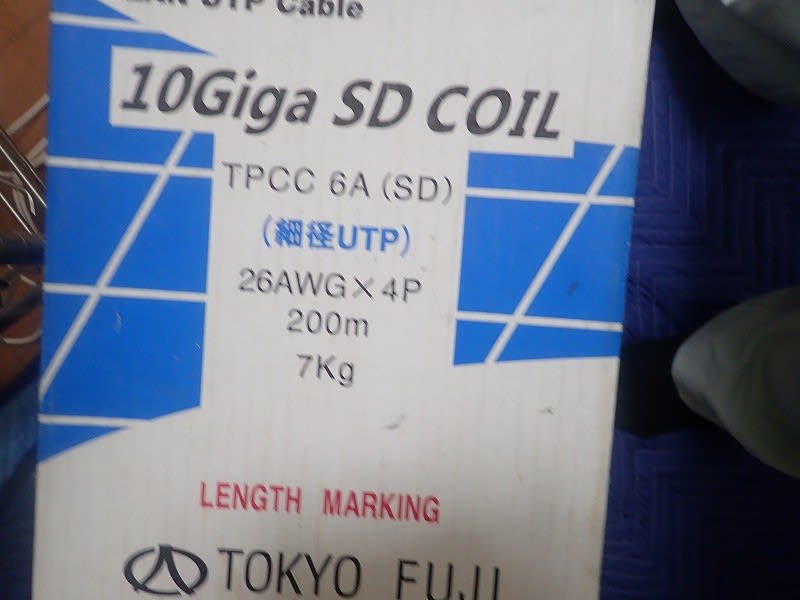 LAN UTP Cable
10Giga SD COIL
TPCC 6A (SD)
(細径UTP)
26AWG×4P
200m
7Kg
LENGTH MARKING
TOKYO FUJI